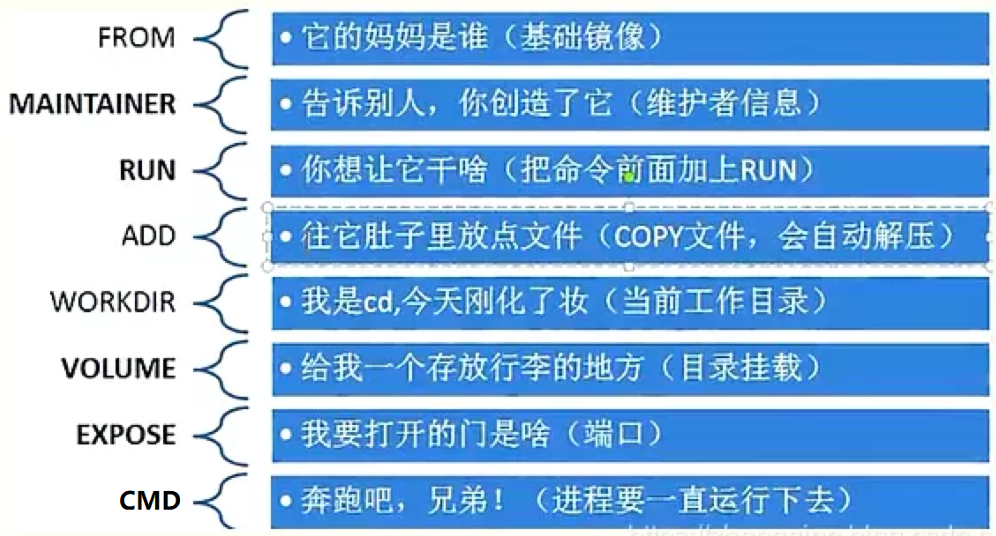 FROM
• 它的妈妈是谁（基础镜像）
MAINTAINER
• 告诉别人，你创造了它（维护者信息）
RUN
• 你想让它干啥（把命令前面加上RUN）
ADD
• 往它肚子里放点文件（COPY文件，会自动解压）
WORKDIR
• 我是cd,今天刚化了妆（当前工作目录）
VOLUME
• 给我一个存放行李的地方（目录挂载）
EXPOSE
• 我要打开的门是啥（端口）
CMD
• 奔跑吧，兄弟！（进程要一直运行下去）